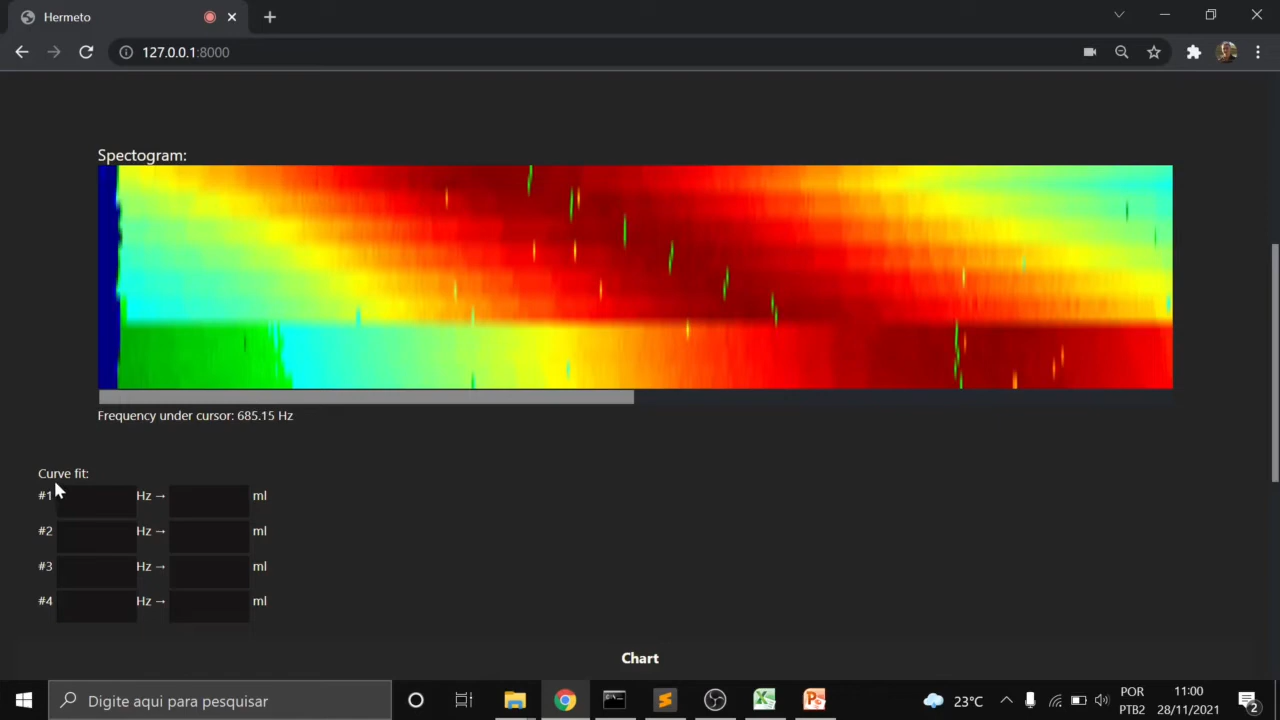 Hermeto
127.0.0.1:8000
Spectogram:
Frequency under cursor: 685.15 Hz
Curve fit:
#1 Hz → ml
#2 Hz → ml
#3 Hz → ml
#4 Hz → ml
Chart
Digite aqui para pesquisar
23°C
POR
PTB2
11:00
28/11/2021
2